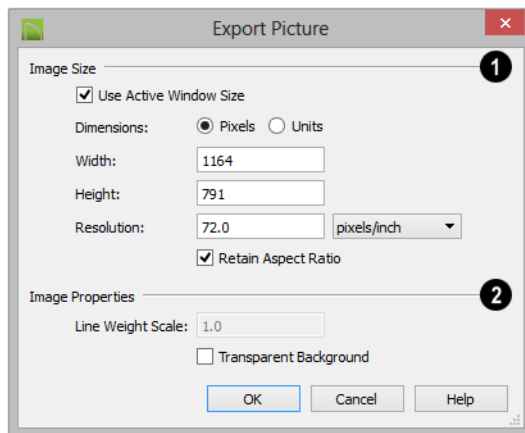 Export Picture
x
Image Size 1
Use Active Window Size
Dimensions: Pixels Units
Width: 1164
Height: 791
Resolution: 72.0 pixels/inch
Retain Aspect Ratio
Image Properties 2
Line Weight Scale: 1.0
Transparent Background
OK Cancel Help